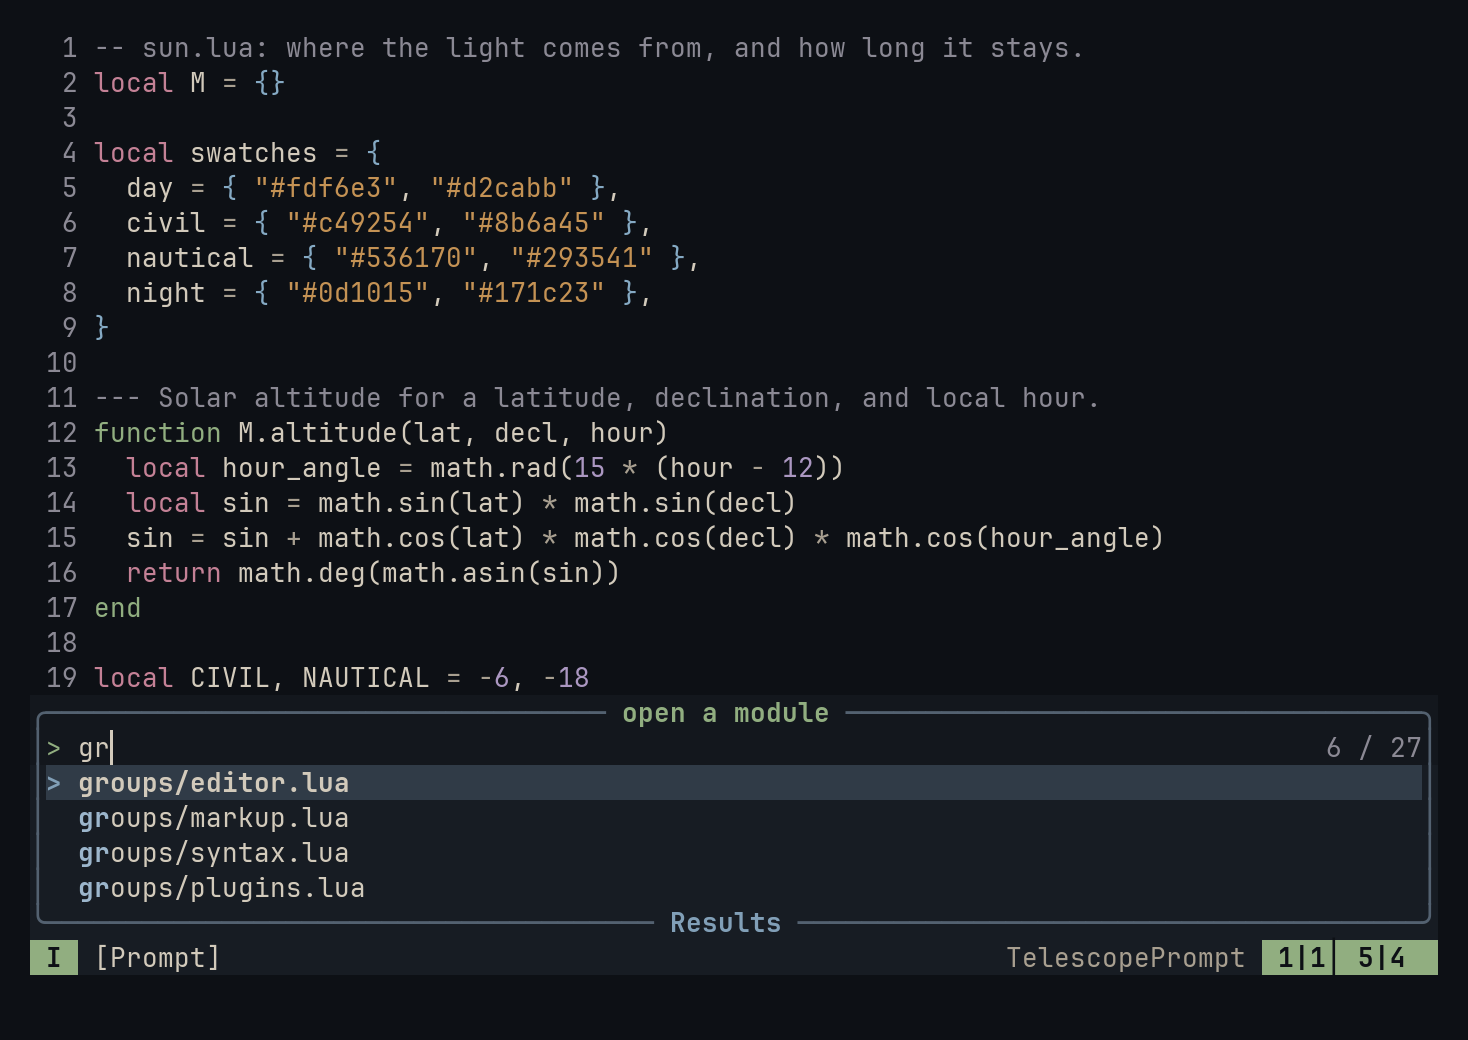 1 -- sun.lua: where the light comes from, and how long it stays.
2 local M = {}
3
4 local swatches = {
5   day = { "#fdf6e3", "#d2cabb" },
6   civil = { "#c49254", "#8b6a45" },
7   nautical = { "#536170", "#293541" },
8   night = { "#0d1015", "#171c23" },
9 }
10
11 --- Solar altitude for a latitude, declination, and local hour.
12 function M.altitude(lat, decl, hour)
13   local hour_angle = math.rad(15 * (hour - 12))
14   local sin = math.sin(lat) * math.sin(decl)
15   sin = sin + math.cos(lat) * math.cos(decl) * math.cos(hour_angle)
16   return math.deg(math.asin(sin))
17 end
18
19 local CIVIL, NAUTICAL = -6, -18
open a module
> gr 6 / 27
> groups/editor.lua
groups/markup.lua
groups/syntax.lua
groups/plugins.lua
Results
I [Prompt] TelescopePrompt 1|1 5|4